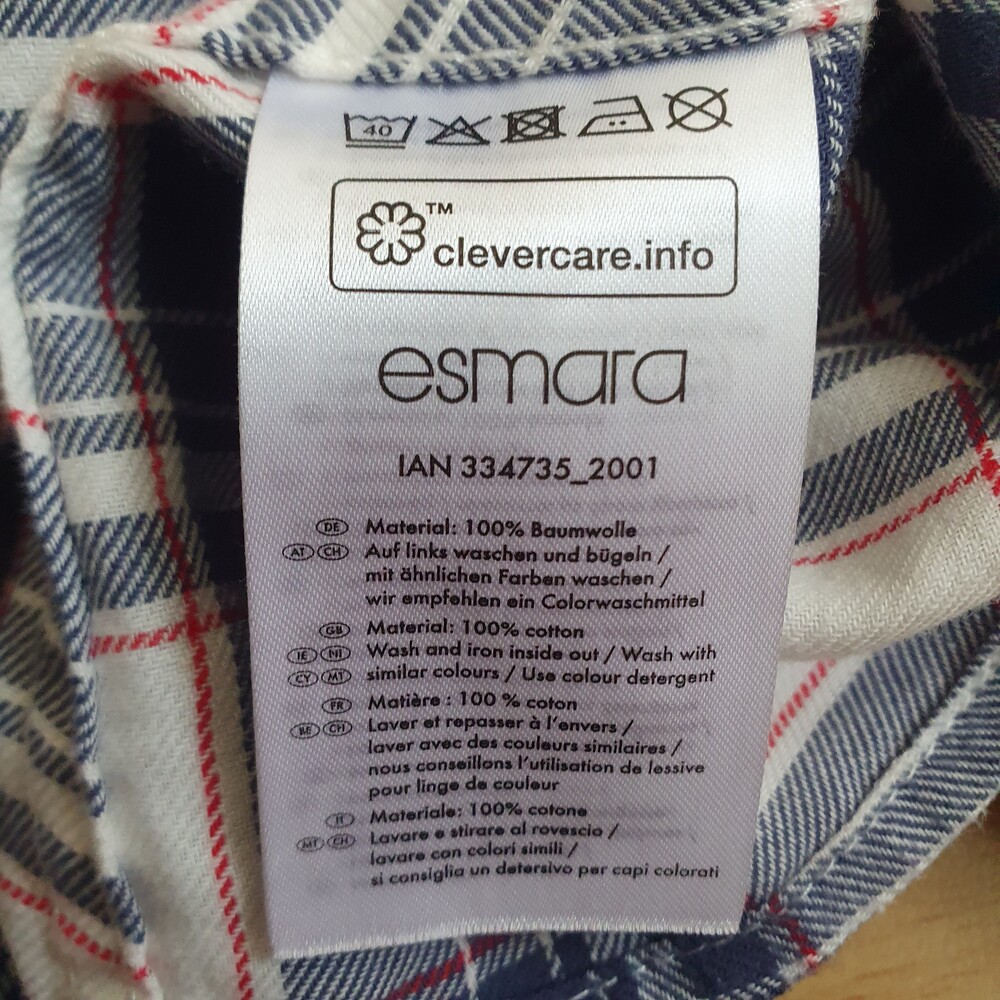 40
™
clevercare.info
esmara
IAN 334735_2001
DE Material: 100% Baumwolle
AT CH Auf links waschen und bügeln /
mit ähnlichen Farben waschen /
wir empfehlen ein Colorwaschmittel
GB Material: 100% cotton
IE NI Wash and iron inside out / Wash with
CY MT similar colours / Use colour detergent
FR Matière : 100 % coton
BE CH Laver et repasser à l'envers /
laver avec des couleurs similaires /
nous conseillons l'utilisation de lessive
pour linge de couleur
IT Materiale: 100% cotone
MT CH Lavare e stirare al rovescio /
lavare con colori simili /
si consiglia un detersivo per capi colorati